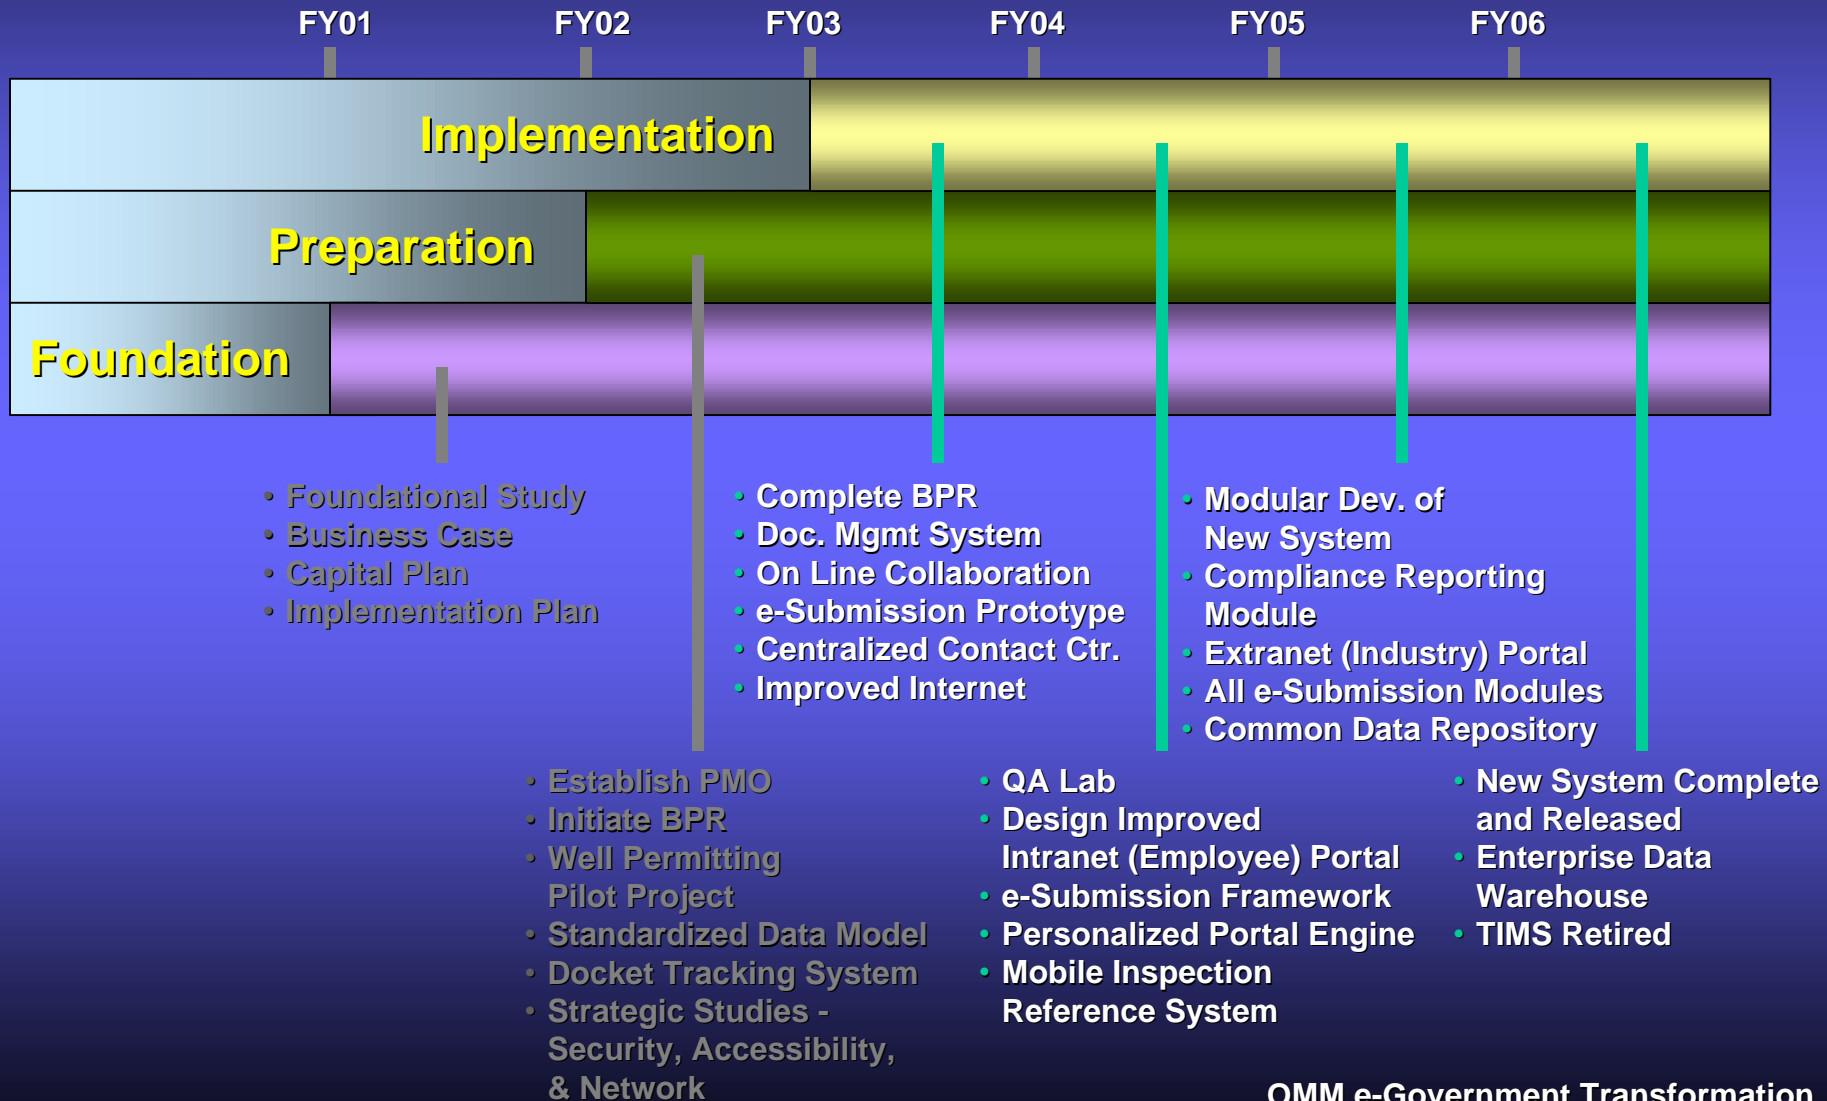 FY01 FY02 FY03 FY04 FY05 FY06
Implementation
Preparation
Foundation
• Foundational Study
• Business Case
• Capital Plan
• Implementation Plan
• Complete BPR
• Doc. Mgmt System
• On Line Collaboration
• e-Submission Prototype
• Centralized Contact Ctr.
• Improved Internet
• Modular Dev. of
New System
• Compliance Reporting
Module
• Extranet (Industry) Portal
• All e-Submission Modules
• Common Data Repository
• Establish PMO
• Initiate BPR
• Well Permitting
Pilot Project
• Standardized Data Model
• Docket Tracking System
• Strategic Studies -
Security, Accessibility,
& Network
• QA Lab
• Design Improved
Intranet (Employee) Portal
• e-Submission Framework
• Personalized Portal Engine
• Mobile Inspection
Reference System
• New System Complete
and Released
• Enterprise Data
Warehouse
• TIMS Retired
OMM e-Government Transformation